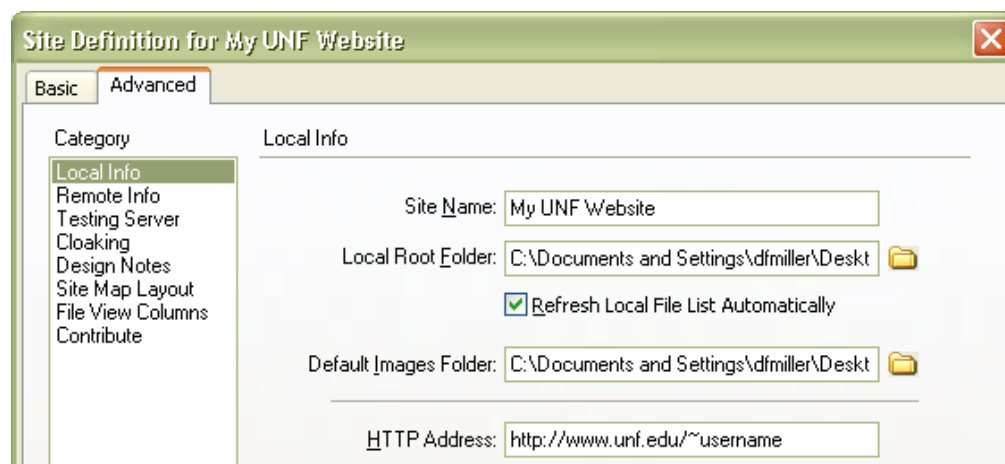 Site Definition for My UNF Website
Basic
Advanced
Category
Local Info
Remote Info
Testing Server
Cloaking
Design Notes
Site Map Layout
File View Columns
Contribute
Local Info
Site Name: My UNF Website
Local Root Folder: C:\Documents and Settings\dfmiller\Deskt
Refresh Local File List Automatically
Default Images Folder: C:\Documents and Settings\dfmiller\Deskt
HTTP Address: http://www.unf.edu/~username